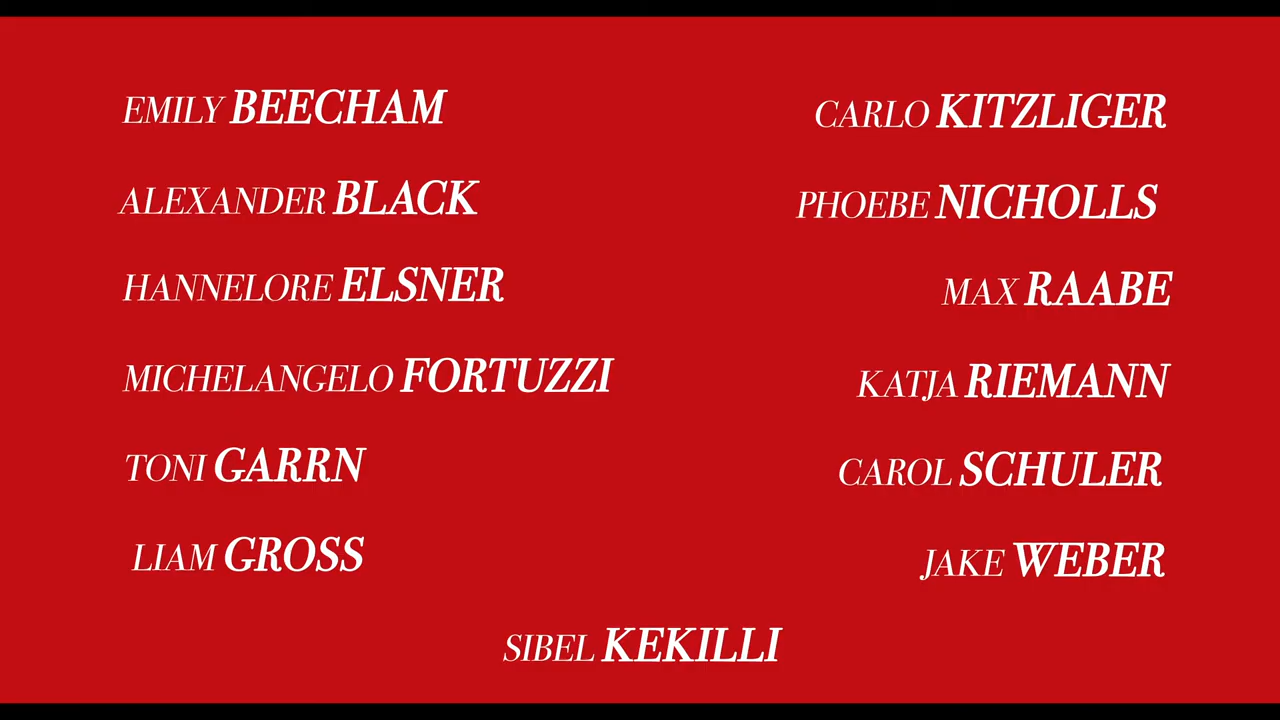 EMILY BEECHAM
ALEXANDER BLACK
HANNELORE ELSNER
MICHELANGELO FORTUZZI
TONI GARRN
LIAM GROSS
CARLO KITZLIGER
PHOEBE NICHOLLS
MAX RAABE
KATJA RIEMANN
CAROL SCHULER
JAKE WEBER
SIBEL KEKILLI